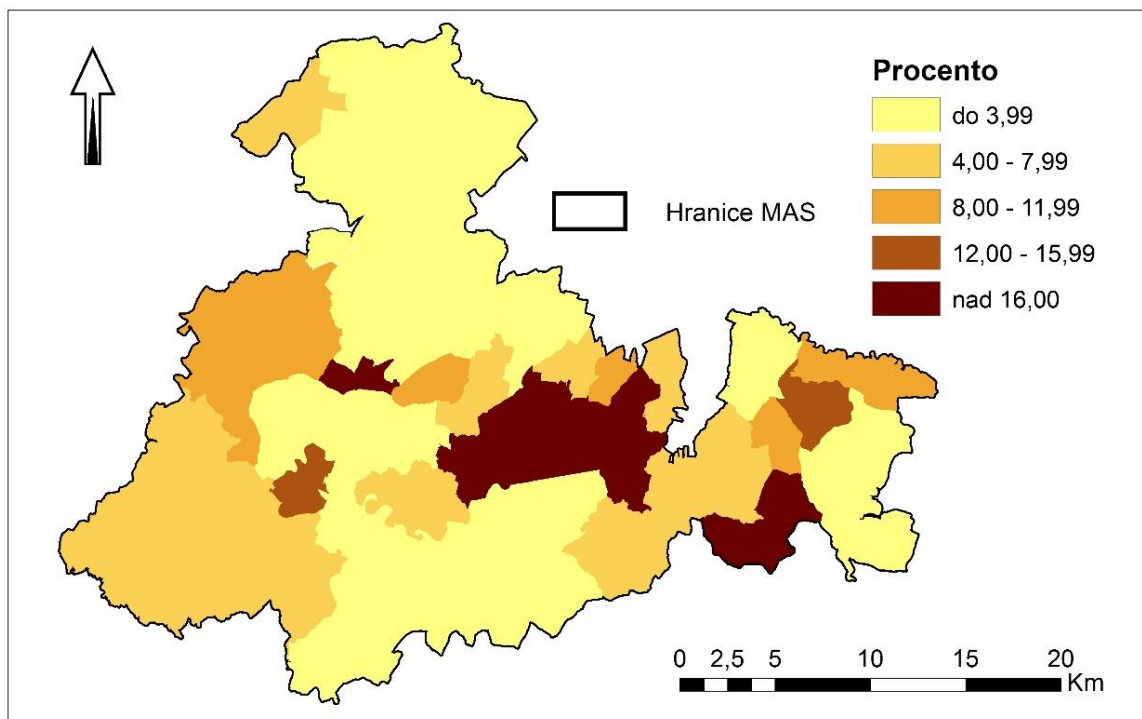 Procento
do 3,99
4,00 - 7,99
Hranice MAS
8,00 - 11,99
12,00 - 15,99
nad 16,00
0 2,5 5 10 15 20
Km